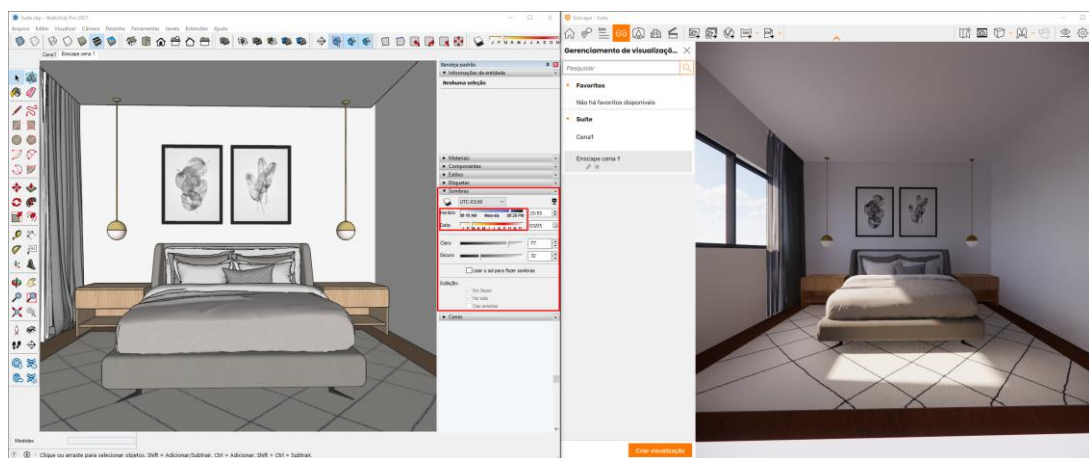 Suite.skp - SketchUp Pro 2021
Arquivo Editar Visualizar Câmera Desenho Ferramentas Janela Extensões Ajuda
Cena1 Enscape cena 1
Bandeja padrão
Informações da entidade
Nenhuma seleção
Materiais
Componentes
Estilos
Etiquetas
Sombras
UTC-03:00
Horário
Meio-dia
Data
J F M A M J J A S O N D
Claro 77
Escuro 32
Usar o sol para fazer sombras
Exibição:
Em faces
No solo
Das arestas
Cenas
Medidas
Clique ou arraste para selecionar objetos. Shift = Adicionar/Subtrair. Ctrl = Adicionar. Shift + Ctrl = Subtrair.
Enscape - Suite
Gerenciamento de visualizaçõ...
Pesquisar
Favoritos
Não há favoritos disponíveis
Suite
Cena1
Enscape cena 1
Criar visualização